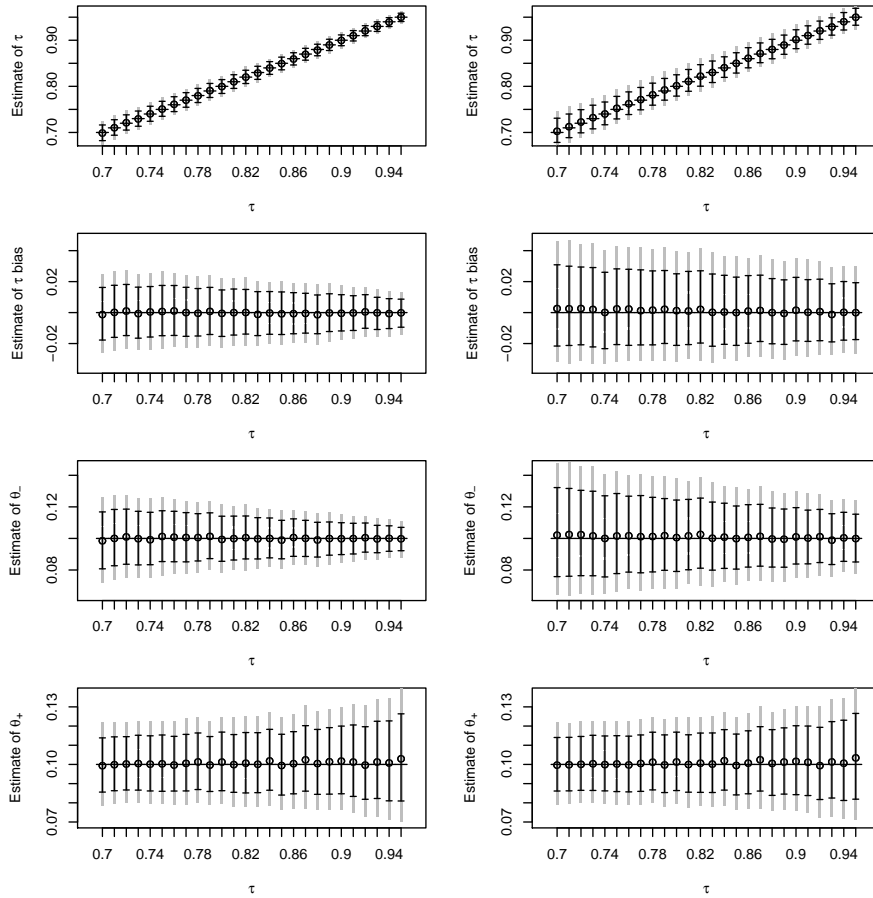 Estimate of τ
0.90
0.80
0.70
0.7 0.74 0.78 0.82 0.86 0.9 0.94
τ
Estimate of τ
0.90
0.80
0.70
0.7 0.74 0.78 0.82 0.86 0.9 0.94
τ
Estimate of τ bias
0.02
−0.02
0.7 0.74 0.78 0.82 0.86 0.9 0.94
τ
Estimate of τ bias
0.02
−0.02
0.7 0.74 0.78 0.82 0.86 0.9 0.94
τ
Estimate of θ−
0.12
0.08
0.7 0.74 0.78 0.82 0.86 0.9 0.94
τ
Estimate of θ−
0.12
0.08
0.7 0.74 0.78 0.82 0.86 0.9 0.94
τ
Estimate of θ+
0.13
0.10
0.07
0.7 0.74 0.78 0.82 0.86 0.9 0.94
τ
Estimate of θ+
0.13
0.10
0.07
0.7 0.74 0.78 0.82 0.86 0.9 0.94
τ